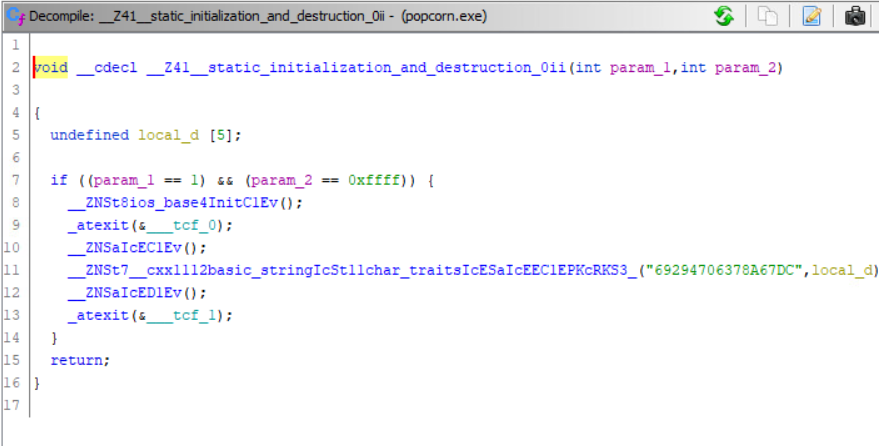 Decompile: __Z41__static_initialization_and_destruction_0ii - (popcorn.exe)
1
2 void __cdecl __Z41__static_initialization_and_destruction_0ii(int param_1,int param_2)
3
4 {
5 undefined local_d [5];
6
7 if ((param_1 == 1) && (param_2 == 0xffff)) {
8 __ZNSt8ios_base4InitC1Ev();
9 _atexit(&___tcf_0);
10 __ZNSaIcEC1Ev();
11 __ZNSt7__cxx1112basic_stringIcSt11char_traitsIcESaIcEEC1EPKcRKS3_("69294706378A67DC",local_d)
12 __ZNSaIcED1Ev();
13 _atexit(&___tcf_1);
14 }
15 return;
16 }
17